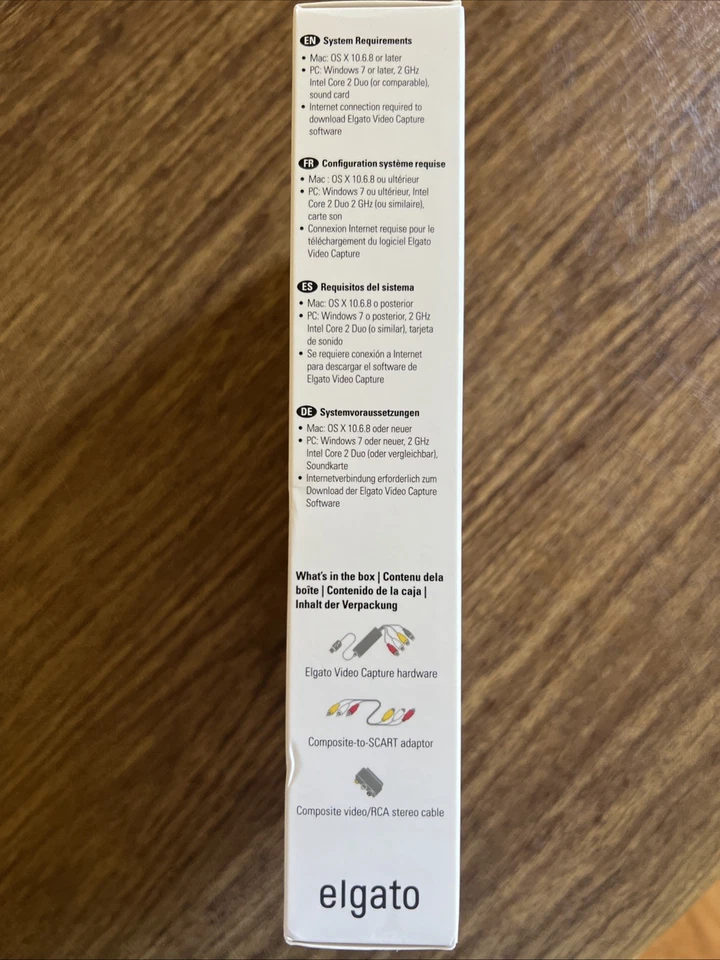 EN System Requirements
• Mac: OS X 10.6.8 or later
• PC: Windows 7 or later, 2 GHz
Intel Core 2 Duo (or comparable),
sound card
• Internet connection required to
download Elgato Video Capture
software
FR Configuration système requise
• Mac : OS X 10.6.8 ou ultérieur
• PC: Windows 7 ou ultérieur, Intel
Core 2 Duo 2 GHz (ou similaire),
carte son
• Connexion Internet requise pour le
téléchargement du logiciel Elgato
Video Capture
ES Requisitos del sistema
• Mac: OS X 10.6.8 o posterior
• PC: Windows 7 o posterior, 2 GHz
Intel Core 2 Duo (o similar), tarjeta
de sonido
• Se requiere conexión a Internet
para descargar el software de
Elgato Video Capture
DE Systemvoraussetzungen
• Mac: OS X 10.6.8 oder neuer
• PC: Windows 7 oder neuer, 2 GHz
Intel Core 2 Duo (oder vergleichbar),
Soundkarte
• Internetverbindung erforderlich zum
Download der Elgato Video Capture
Software
What's in the box | Contenu dela
boîte | Contenido de la caja |
Inhalt der Verpackung
Elgato Video Capture hardware
Composite-to-SCART adaptor
Composite video/RCA stereo cable
elgato